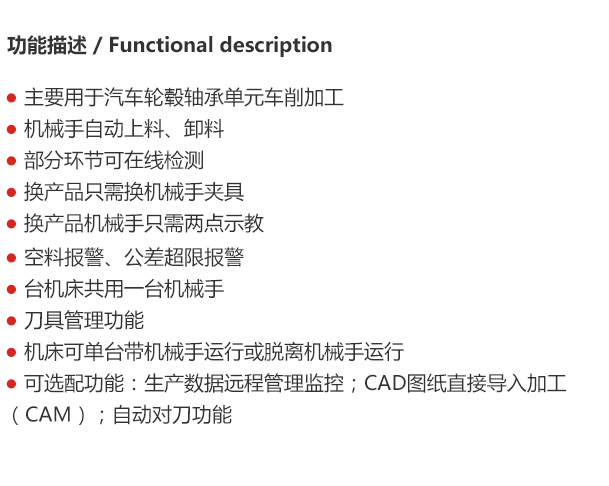 功能描述 / Functional description
● 主要用于汽车轮毂轴承单元车削加工
● 机械手自动上料、卸料
● 部分环节可在线检测
● 换产品只需换机械手夹具
● 换产品机械手只需两点示教
● 空料报警、公差超限报警
● 台机床共用一台机械手
● 刀具管理功能
● 机床可单台带机械手运行或脱离机械手运行
● 可选配功能：生产数据远程管理监控；CAD图纸直接导入加工
（CAM）；自动对刀功能